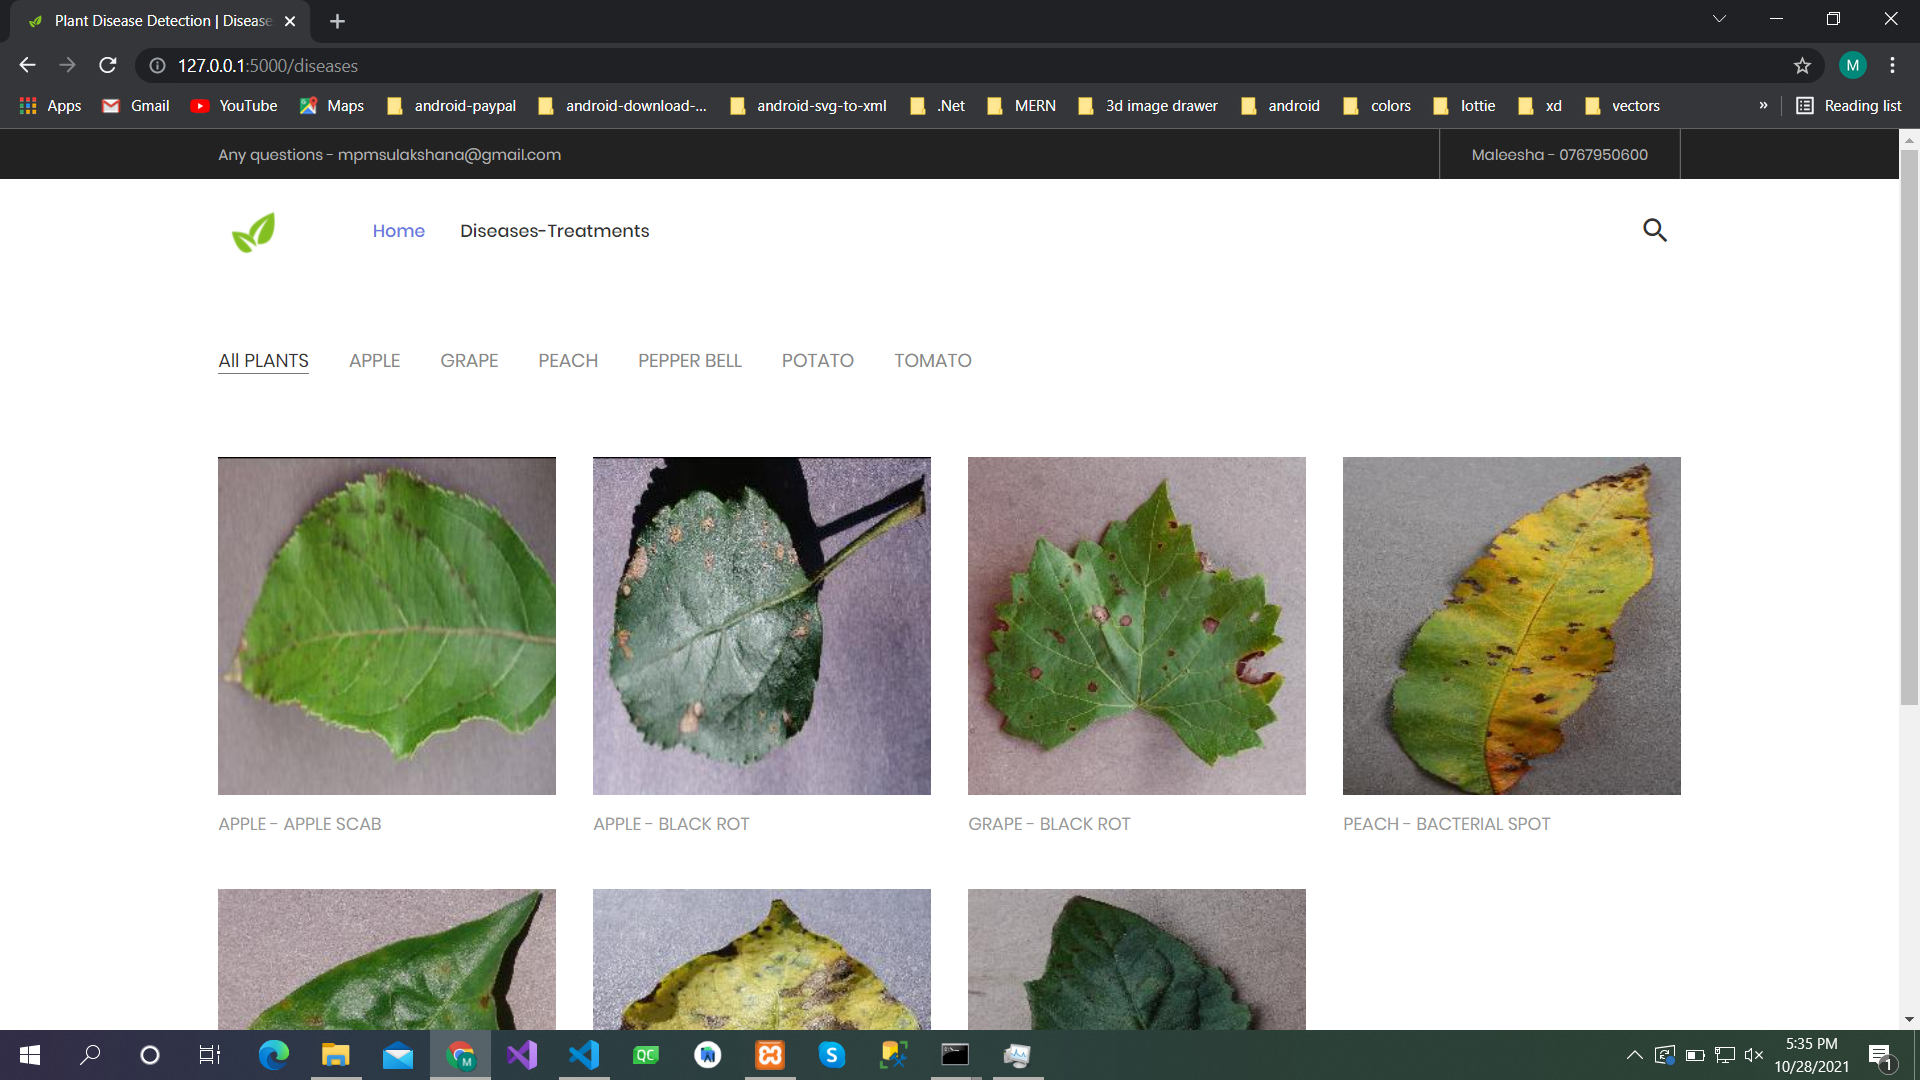 Plant Disease Detection | Disease
127.0.0.1:5000/diseases
M
Apps Gmail YouTube Maps android-paypal android-download-... android-svg-to-xml .Net MERN 3d image drawer android colors lottie xd vectors » Reading list
Any questions - mpmsulakshana@gmail.com
Maleesha - 0767950600
Home Diseases-Treatments
All PLANTS APPLE GRAPE PEACH PEPPER BELL POTATO TOMATO
APPLE - APPLE SCAB
APPLE - BLACK ROT
GRAPE - BLACK ROT
PEACH - BACTERIAL SPOT
M
QC
5:35 PM
10/28/2021
1